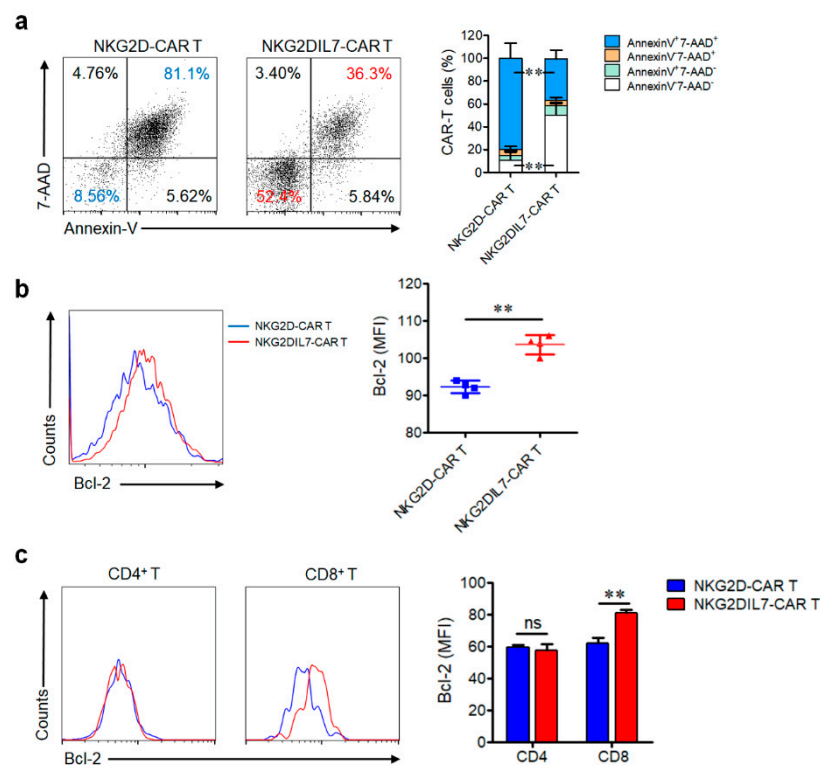 a
NKG2D-CAR T
NKG2DIL7-CAR T
4.76%
81.1%
3.40%
36.3%
8.56%
5.62%
52.4%
5.84%
7-AAD
Annexin-V
CAR-T cells (%)
120
100
80
60
40
20
0
**
**
NKG2D-CAR T
NKG2DIL7-CAR T
AnnexinV⁺7-AAD⁺
AnnexinV⁻7-AAD⁺
AnnexinV⁺7-AAD⁻
AnnexinV⁻7-AAD⁻
b
NKG2D-CAR T
NKG2DIL7-CAR T
Counts
Bcl-2
Bcl-2 (MFI)
120
110
100
90
80
**
NKG2D-CAR T
NKG2DIL7-CAR T
c
CD4⁺ T
CD8⁺ T
Counts
Bcl-2
Bcl-2 (MFI)
100
80
60
40
20
0
ns
**
CD4
CD8
NKG2D-CAR T
NKG2DIL7-CAR T